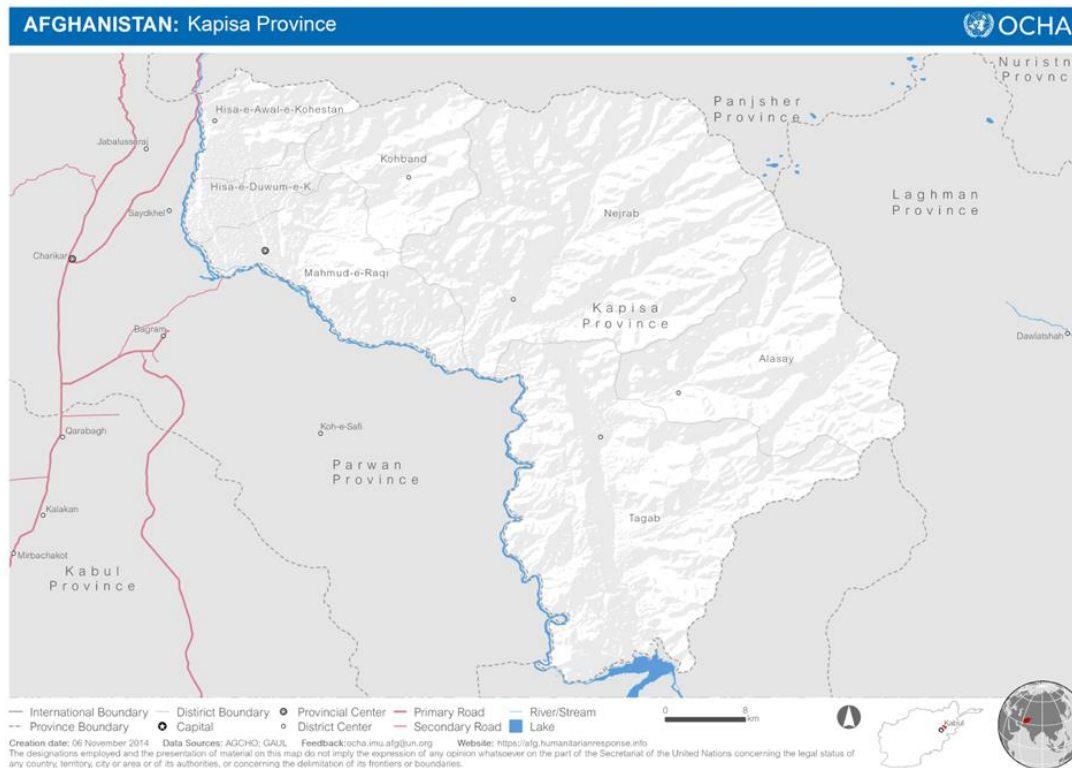 AFGHANISTAN: Kapisa Province
OCHA
Nuristn
Provnce
Panjsher
Province
Hisa-e-Awal-e-Kohestan
Jabalussaraj
Kohband
Hisa-e-Duwum-e-K.
Laghman
Province
Saydkhel
Nejrab
Charikar
Mahmud-e-Raqi
Kapisa
Province
Bagram
Dawlatshah
Alasay
Qarabagh
Koh-e-Safi
Parwan
Province
Kalakan
Tagab
Mirbachakot
Kabul
Province
International Boundary District Boundary Provincial Center Primary Road River/Stream 0 8
km
Province Boundary Capital District Center Secondary Road Lake
Kabul
Creation date: 06 November 2014 Data Sources: AGCHO; GAUL Feedback:ocha.imu.afg@un.org Website: https://afg.humanitarianresponse.info
The designations employed and the presentation of material on this map do not imply the expression of any opinion whatsoever on the part of the Secretariat of the United Nations concerning the legal status of
any country, territory, city or area or of its authorities, or concerning the delimitation of its frontiers or boundaries.